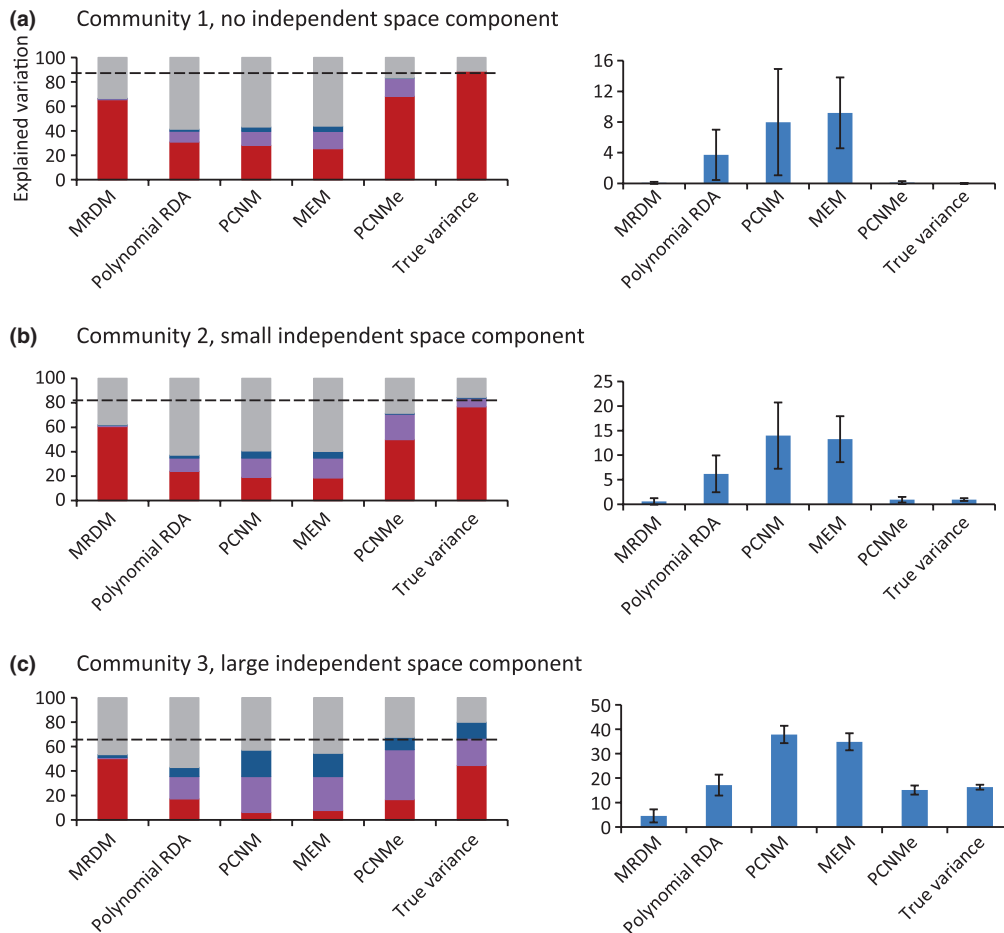 (a) Community 1, no independent space component
Explained variation
100
80
60
40
20
0
MRDM
Polynomial RDA
PCNM
MEM
PCNMe
True variance
16
12
8
4
0
MRDM
Polynomial RDA
PCNM
MEM
PCNMe
True variance
(b) Community 2, small independent space component
100
80
60
40
20
0
MRDM
Polynomial RDA
PCNM
MEM
PCNMe
True variance
25
20
15
10
5
0
MRDM
Polynomial RDA
PCNM
MEM
PCNMe
True variance
(c) Community 3, large independent space component
100
80
60
40
20
0
MRDM
Polynomial RDA
PCNM
MEM
PCNMe
True variance
50
40
30
20
10
0
MRDM
Polynomial RDA
PCNM
MEM
PCNMe
True variance